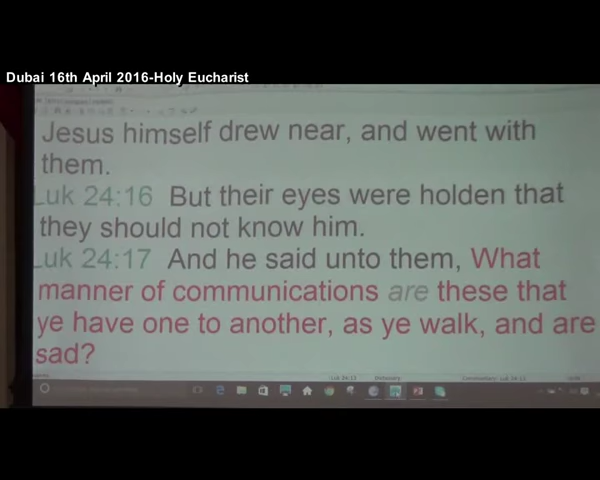 Dubai 16th April 2016-Holy Eucharist
Jesus himself drew near, and went with
them.
Luk 24:16 But their eyes were holden that
they should not know him.
Luk 24:17 And he said unto them, What
manner of communications are these that
ye have one to another, as ye walk, and are
sad?